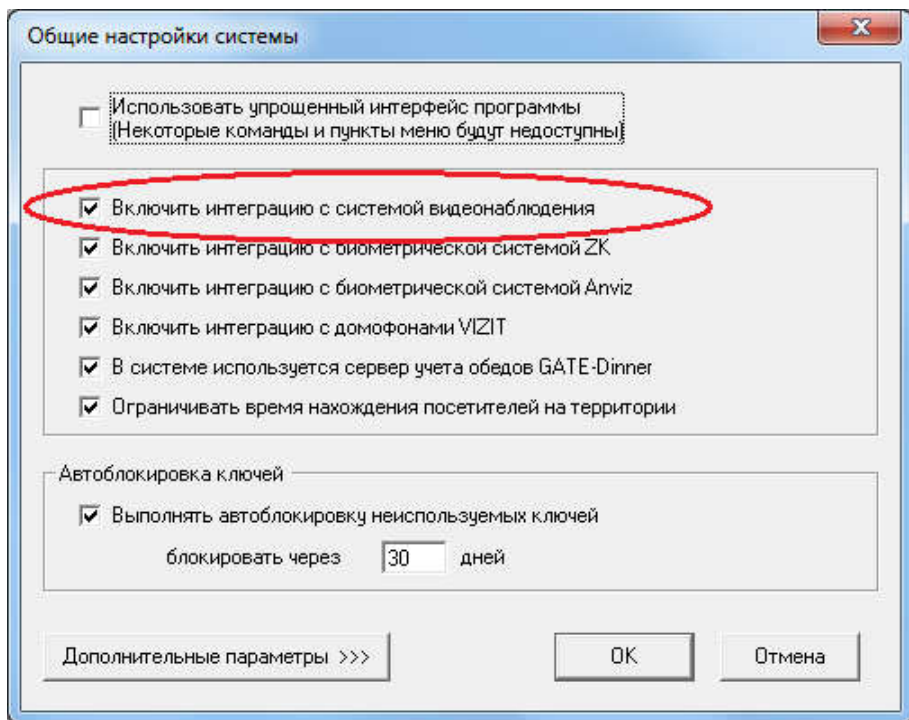 Общие настройки системы
Использовать упрощенный интерфейс программы
(Некоторые команды и пункты меню будут недоступны)
Включить интеграцию с системой видеонаблюдения
Включить интеграцию с биометрической системой ZK
Включить интеграцию с биометрической системой Anviz
Включить интеграцию с домофонами VIZIT
В системе используется сервер учета обедов GATE-Dinner
Ограничивать время нахождения посетителей на территории
Автоблокировка ключей
Выполнять автоблокировку неиспользуемых ключей
блокировать через 30 дней
Дополнительные параметры >>> OK Отмена